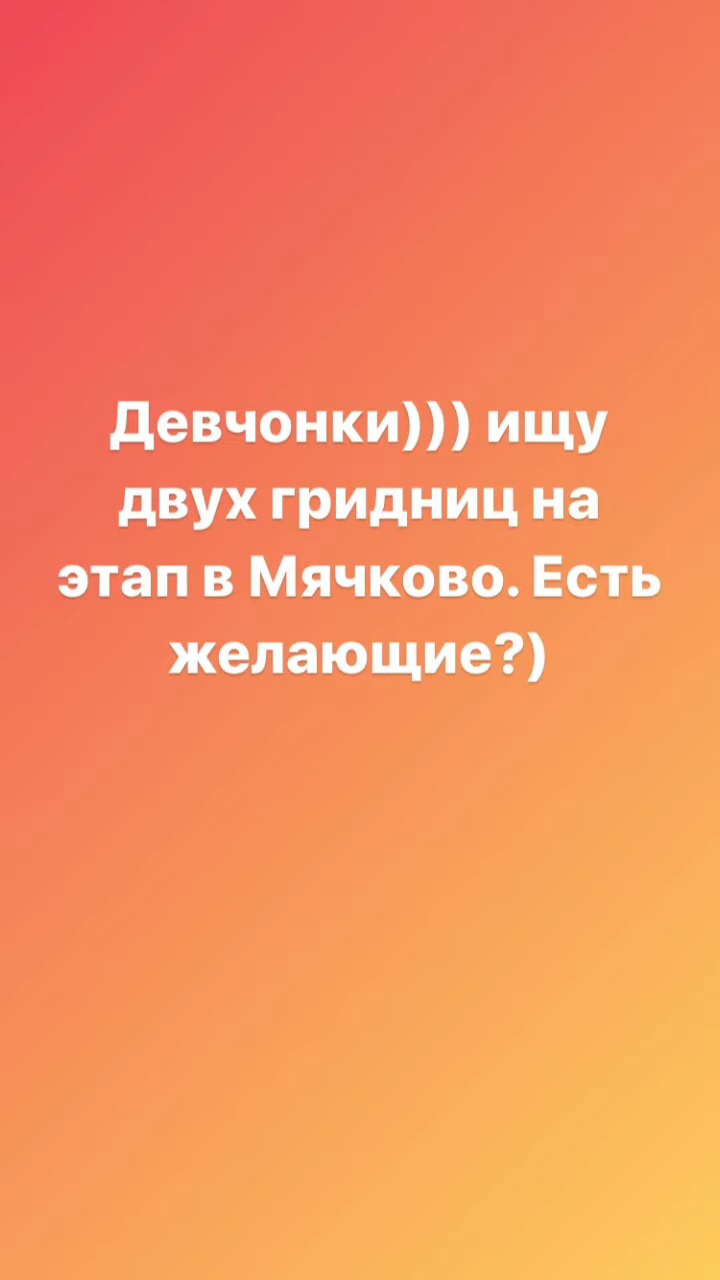 Девчонки))) ищу
двух гридниц на
этап в Мячково. Есть
желающие?)